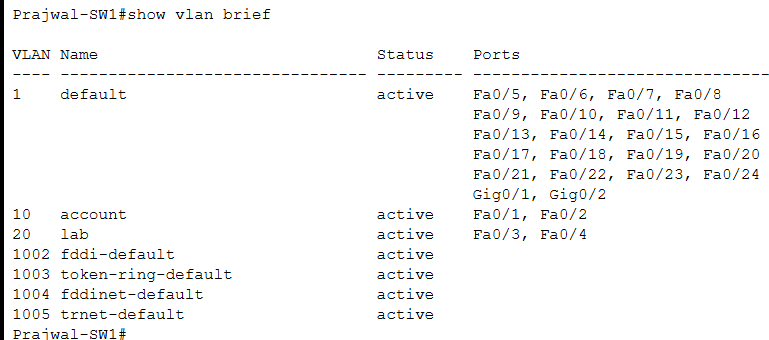 Prajwal-SW1#show vlan brief
VLAN Name                             Status    Ports
---- -------------------------------- --------- -------------------------------
1    default                          active    Fa0/5, Fa0/6, Fa0/7, Fa0/8
                                                Fa0/9, Fa0/10, Fa0/11, Fa0/12
                                                Fa0/13, Fa0/14, Fa0/15, Fa0/16
                                                Fa0/17, Fa0/18, Fa0/19, Fa0/20
                                                Fa0/21, Fa0/22, Fa0/23, Fa0/24
                                                Gig0/1, Gig0/2
10   account                          active    Fa0/1, Fa0/2
20   lab                              active    Fa0/3, Fa0/4
1002 fddi-default                     active
1003 token-ring-default               active
1004 fddinet-default                  active
1005 trnet-default                    active
Prajwal-SW1#